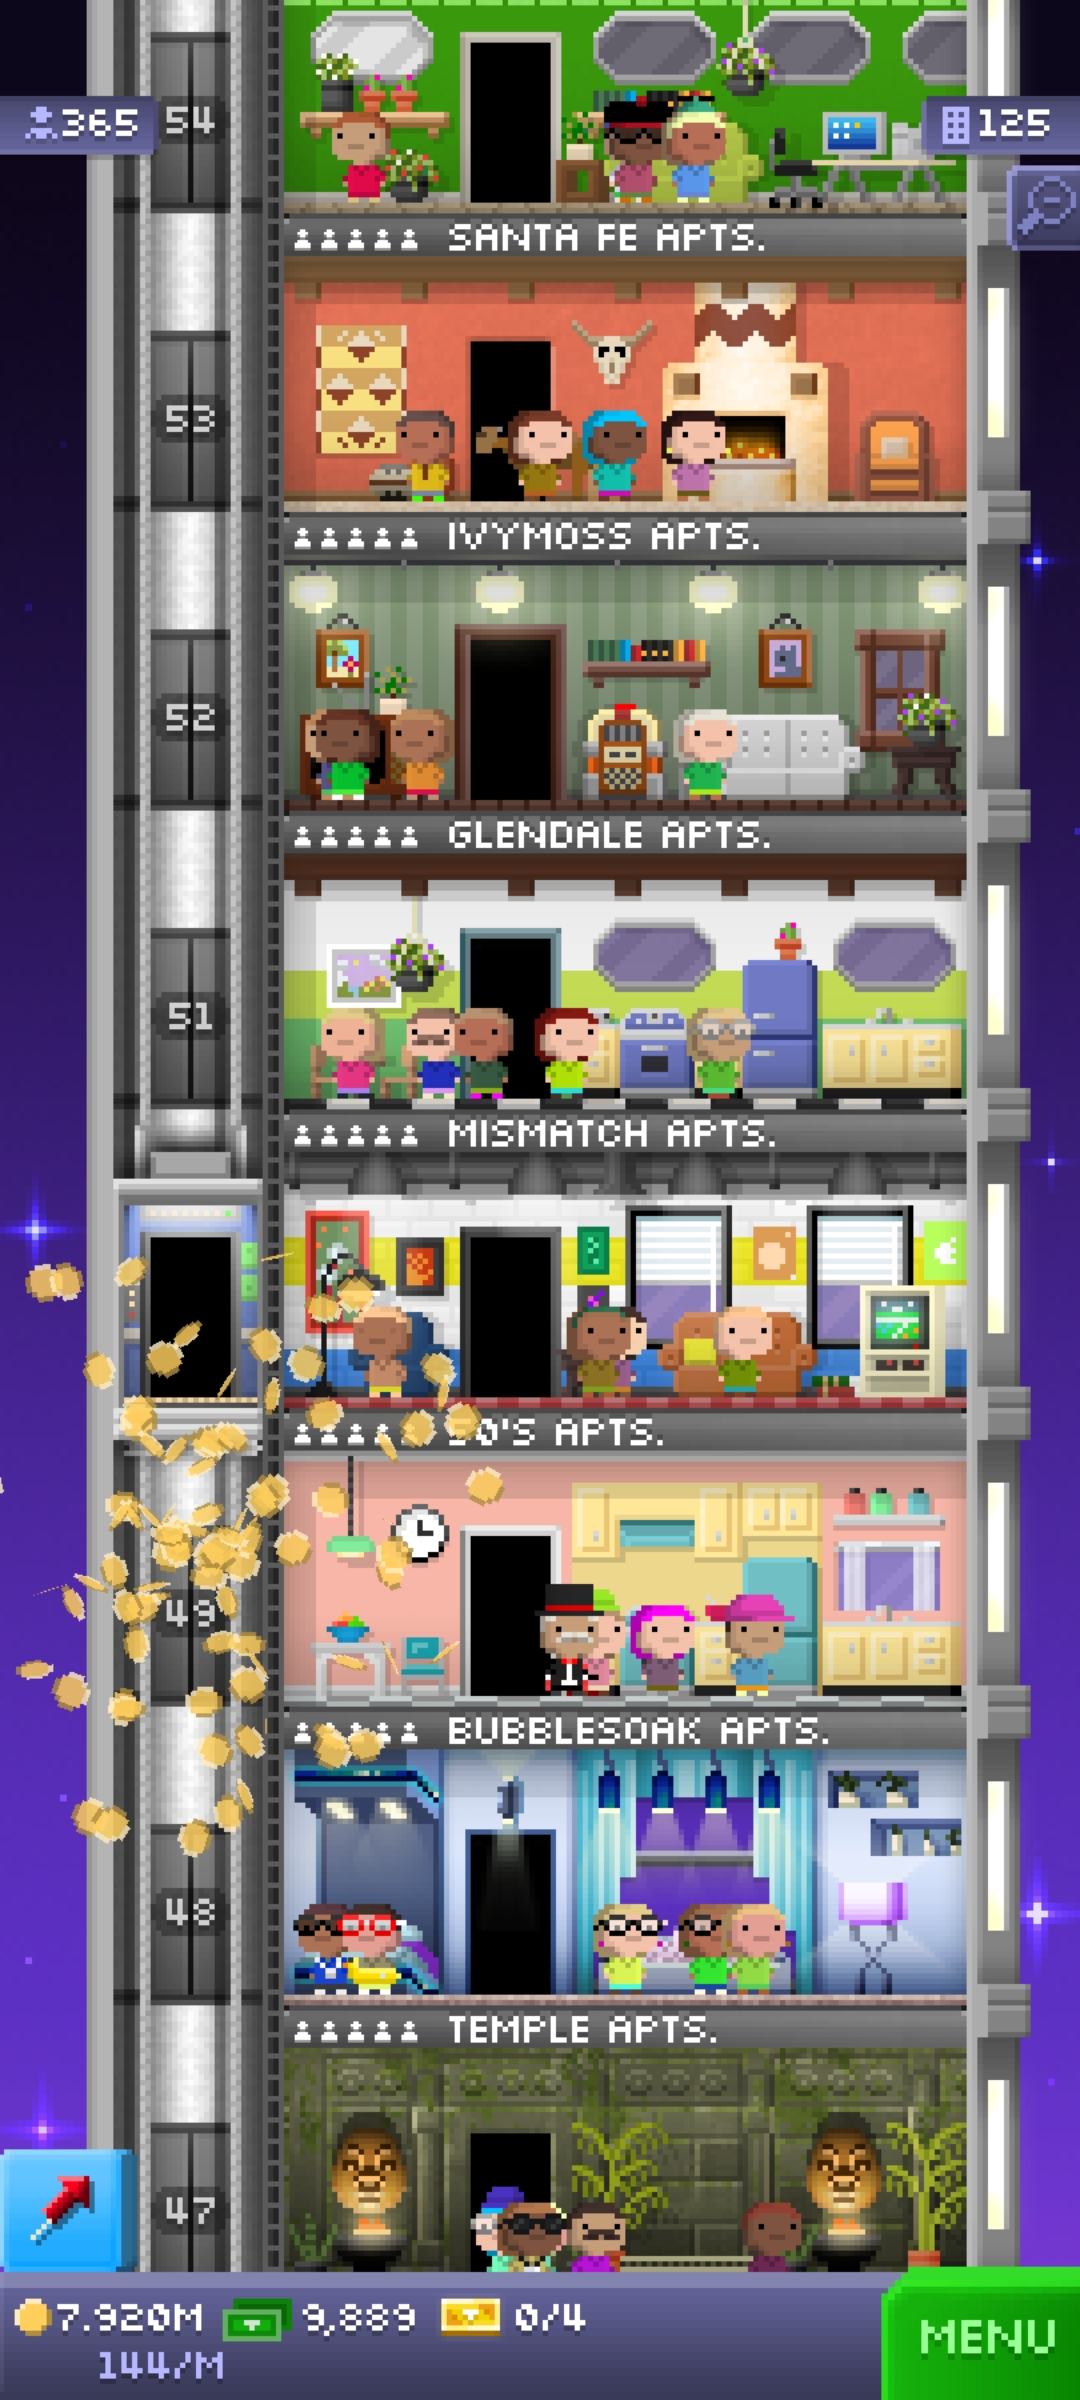 365
54
125
SANTA FE APTS.
53
IVYMOSS APTS.
52
GLENDALE APTS.
51
MISMATCH APTS.
0'S APTS.
49
BUBBLESOAK APTS.
48
TEMPLE APTS.
47
7.920M 9,889 0/4
144/M
MENU